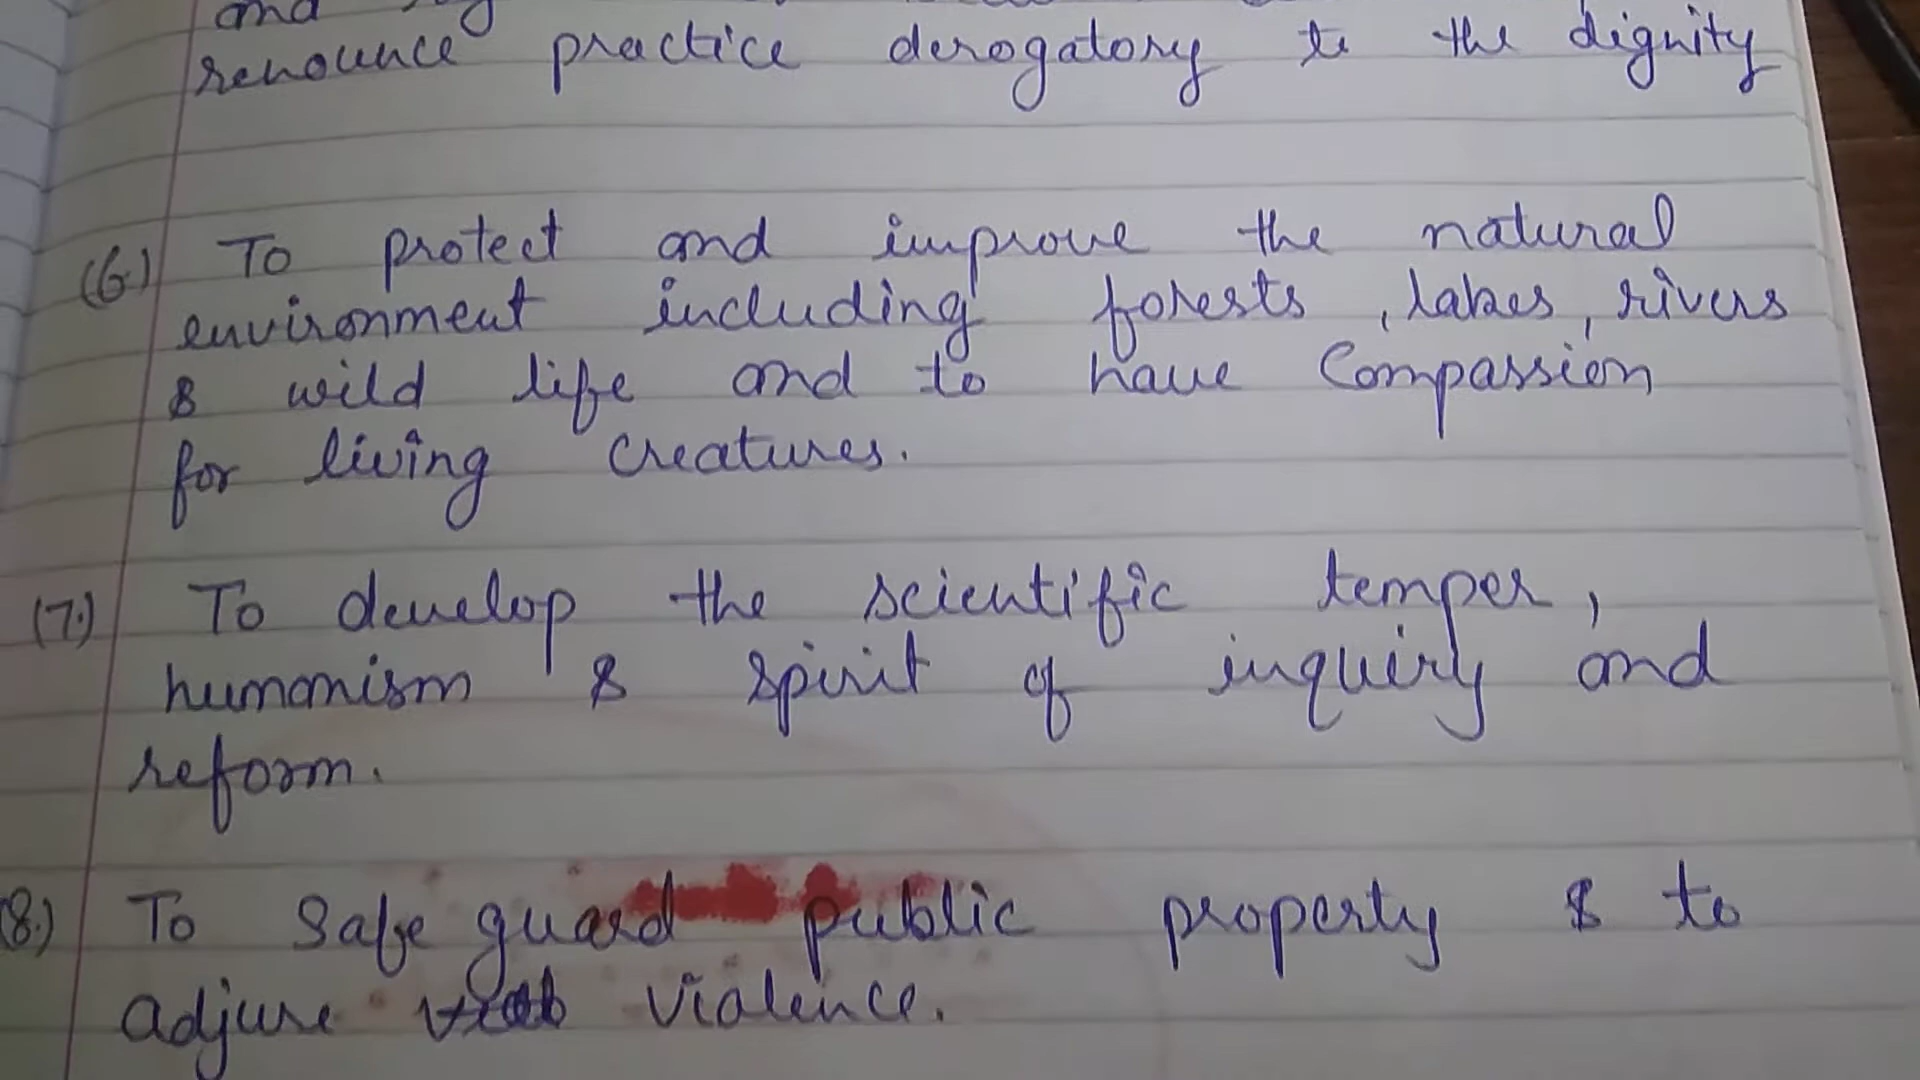 and
renounce practice derogatory to the dignity
(6.) To protect and improve the natural
environment including forests, lakes, rivers
& wild life and to have Compassion
for living creatures.
(7.) To develop the scientific temper,
humanism & spirit of inquiry and
reform.
(8.) To Safe guard public property & to
adjure violence.